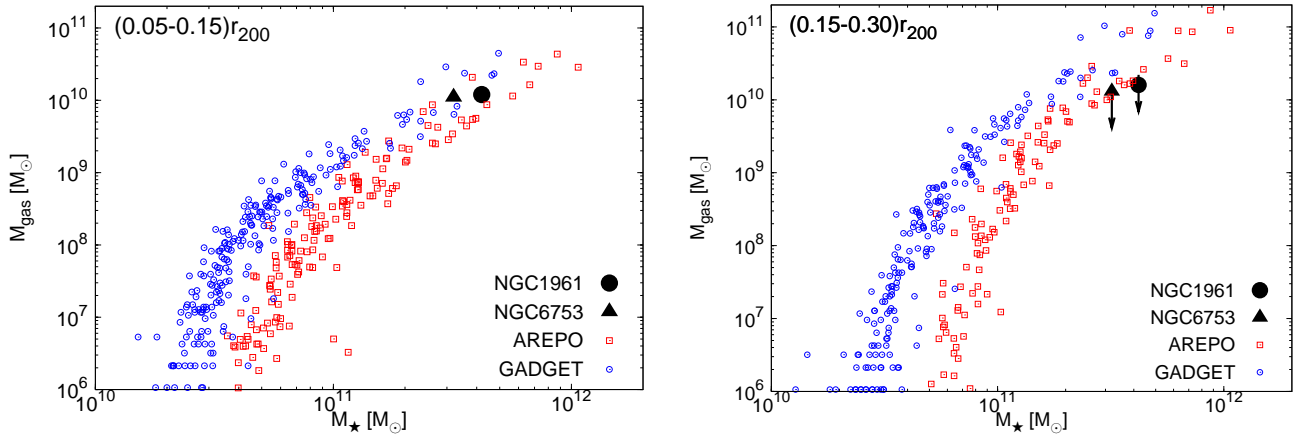 (0.05-0.15)r200
Mgas [M☉]
10^11
10^10
10^9
10^8
10^7
10^6
NGC1961
NGC6753
AREPO
GADGET
10^10
10^11
10^12
M★ [M☉]
(0.15-0.30)r200
Mgas [M☉]
10^11
10^10
10^9
10^8
10^7
10^6
NGC1961
NGC6753
AREPO
GADGET
10^10
10^11
10^12
M★ [M☉]